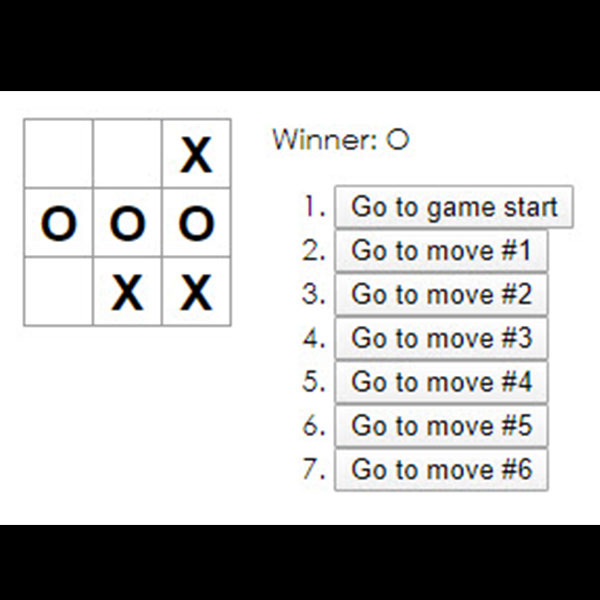 X
O O O
X X
Winner: O
1. Go to game start
2. Go to move #1
3. Go to move #2
4. Go to move #3
5. Go to move #4
6. Go to move #5
7. Go to move #6